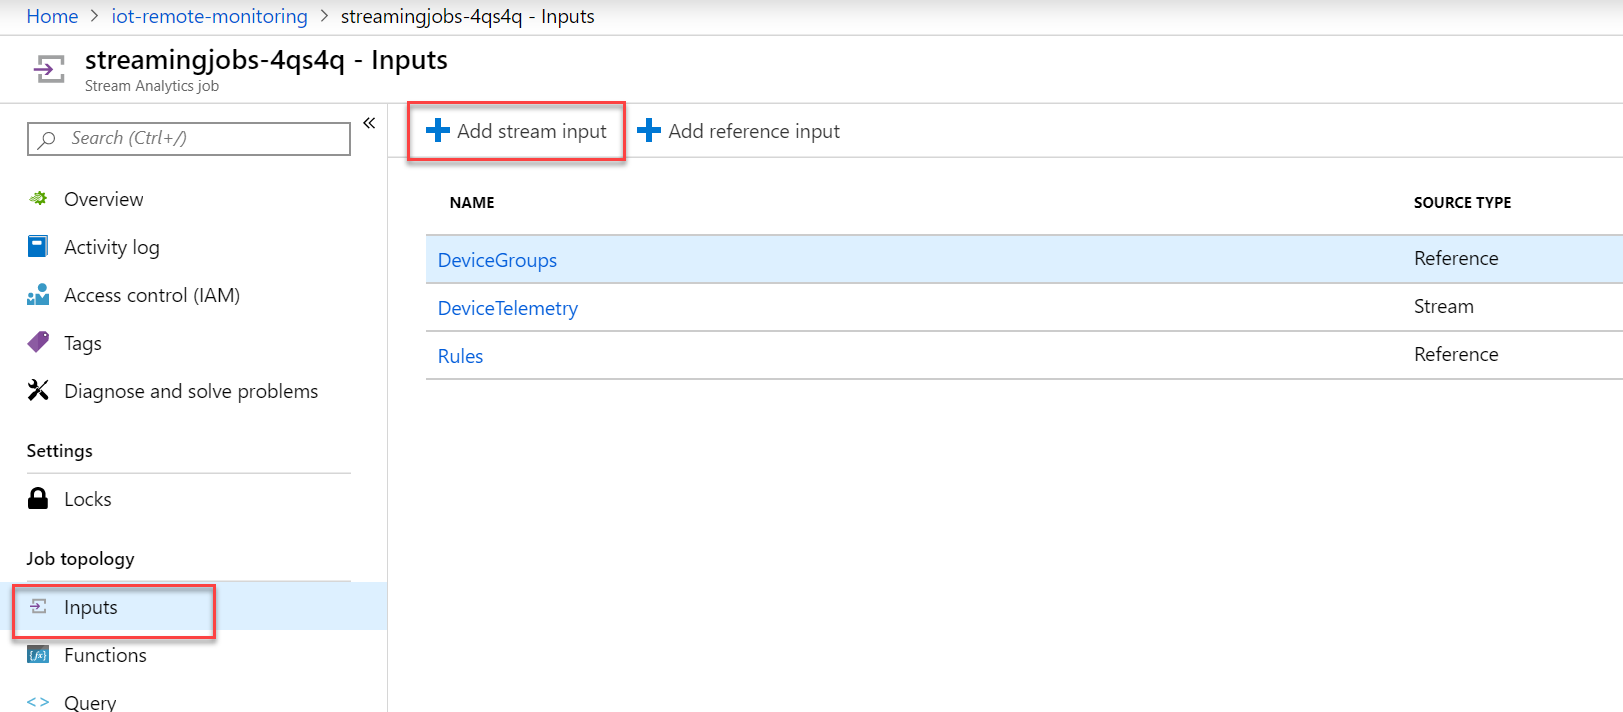 Home > iot-remote-monitoring > streamingjobs-4qs4q - Inputs
streamingjobs-4qs4q - Inputs
Stream Analytics job
Search (Ctrl+/)
«
Overview
Activity log
Access control (IAM)
Tags
Diagnose and solve problems
Settings
Locks
Job topology
Inputs
{fx} Functions
<> Query
Add stream input
Add reference input
NAME SOURCE TYPE
DeviceGroups Reference
DeviceTelemetry Stream
Rules Reference